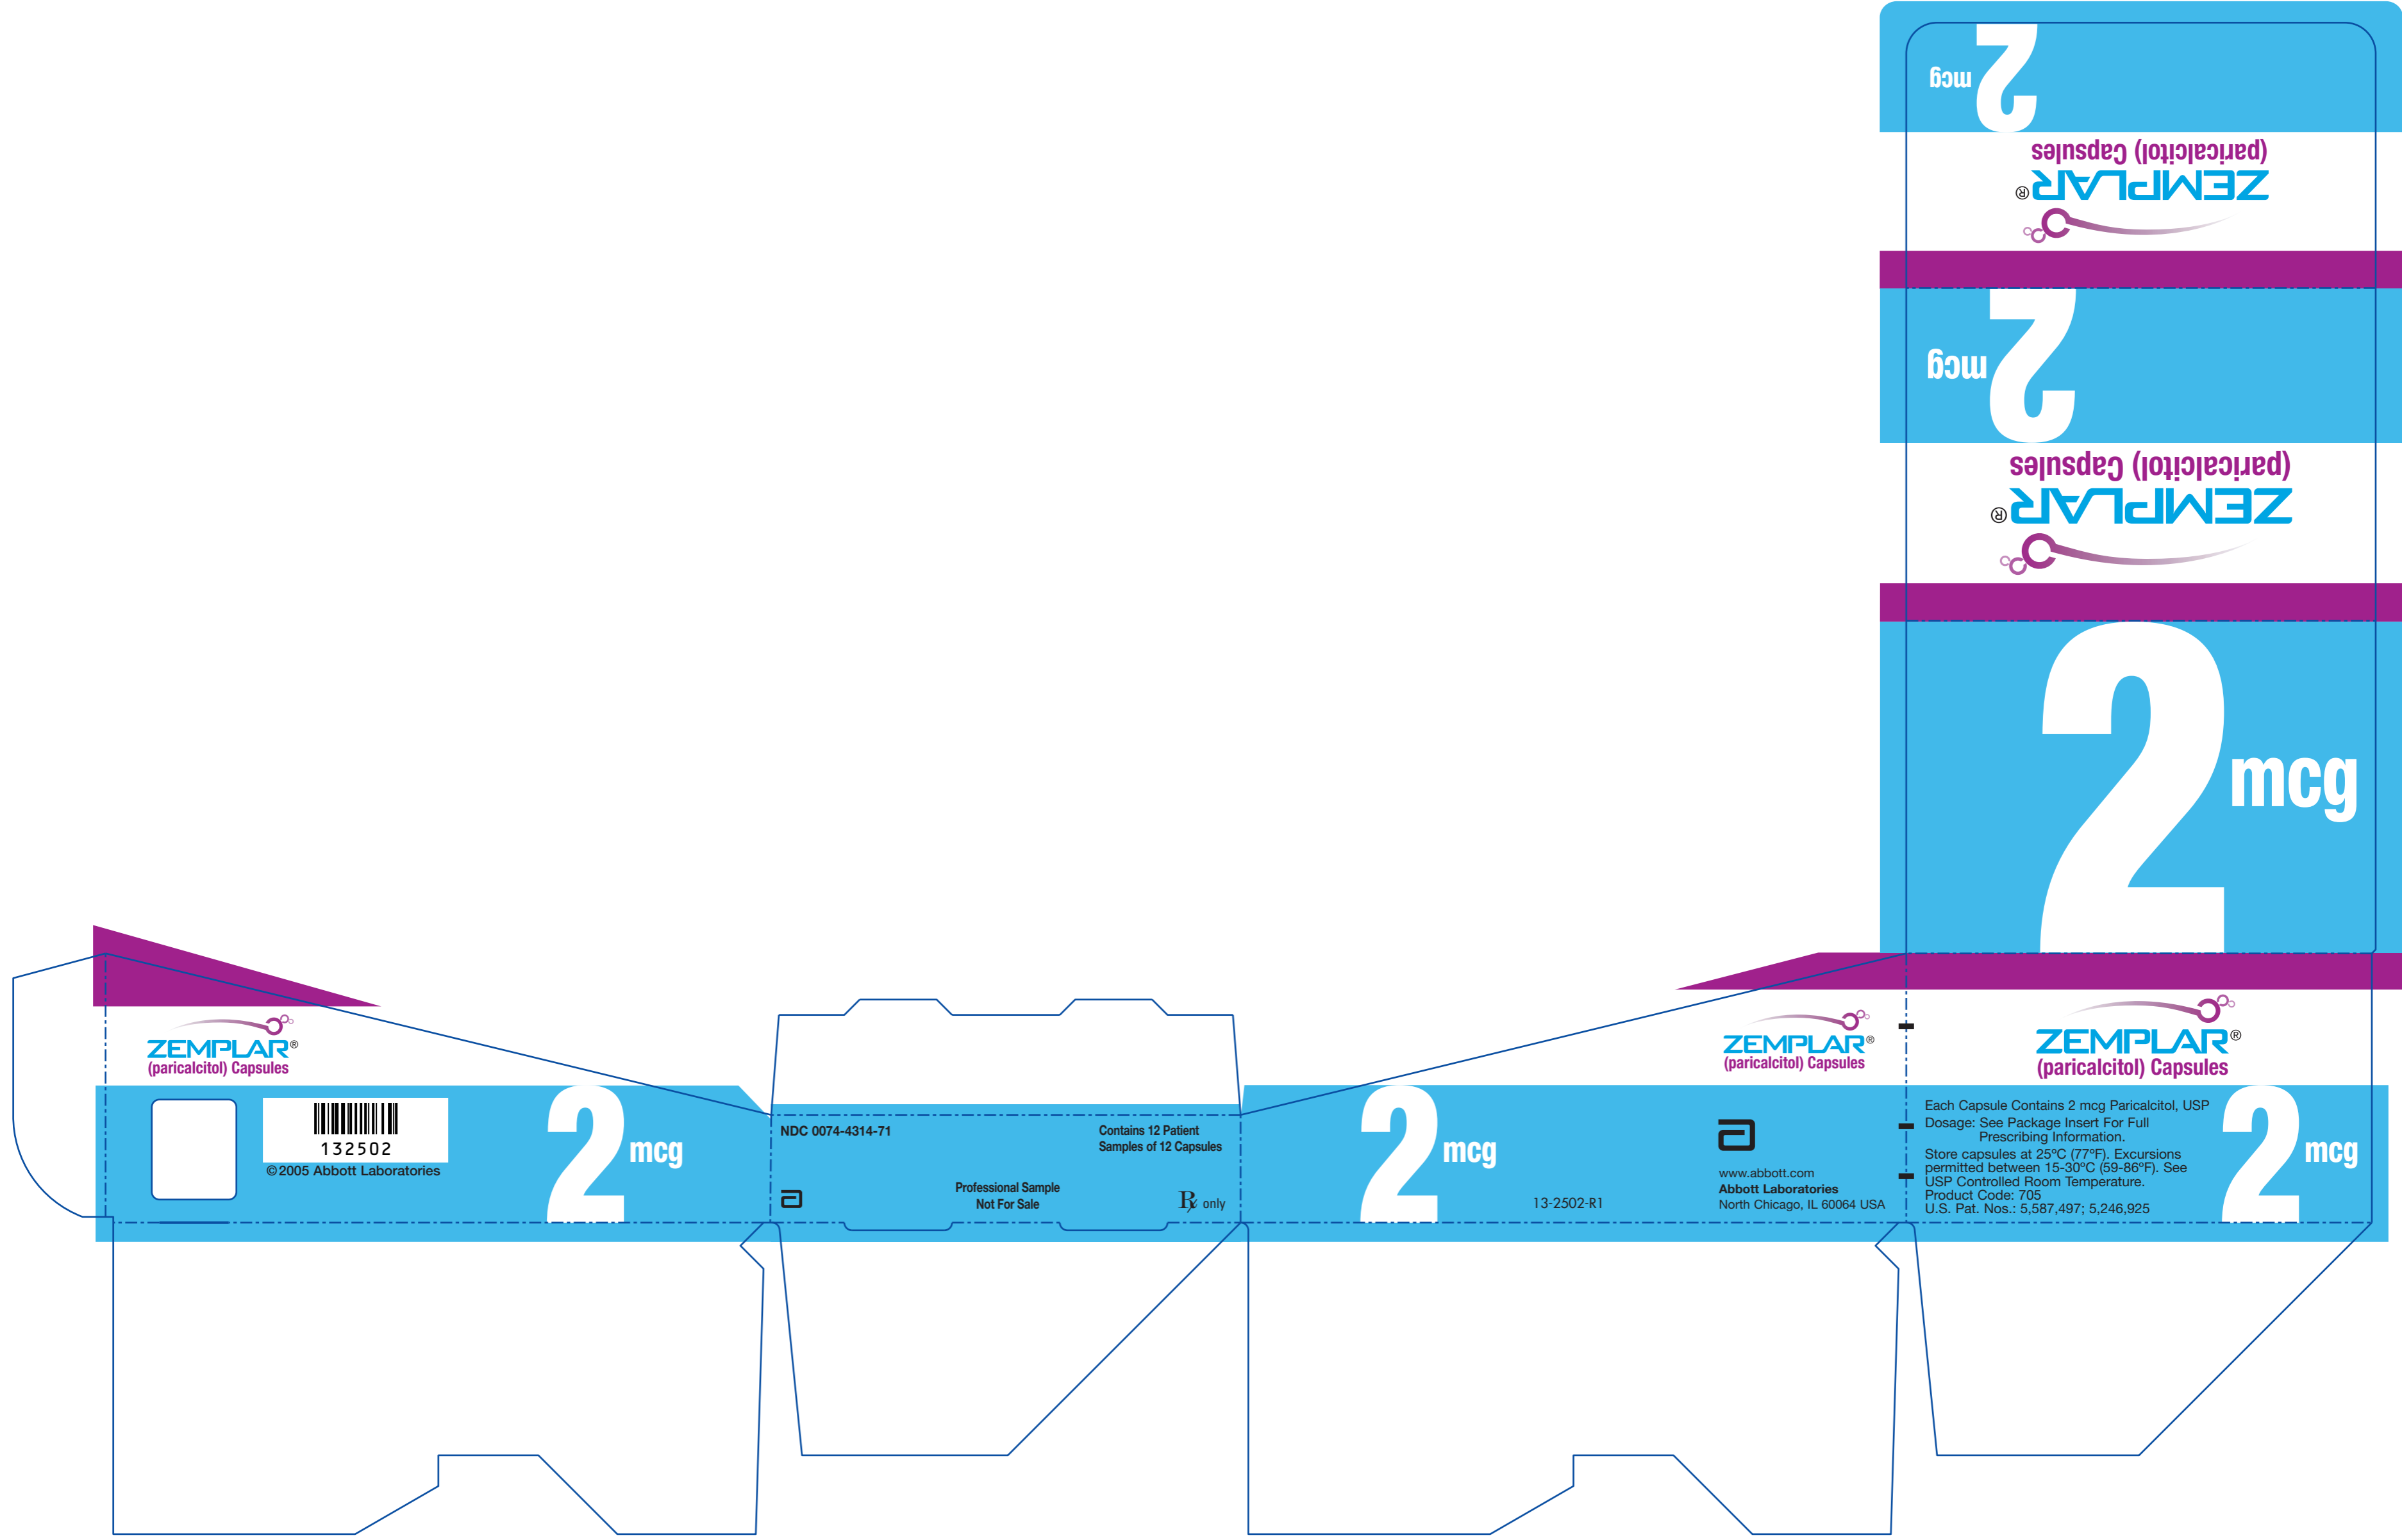 2 mcg
(paricalcitol) Capsules
ZEMPLAR®
2 mcg
(paricalcitol) Capsules
ZEMPLAR®
2 mcg
ZEMPLAR®
(paricalcitol) Capsules
132502
©2005 Abbott Laboratories
2 mcg
NDC 0074-4314-71
Contains 12 Patient
Samples of 12 Capsules
Professional Sample
Not For Sale
Rx only
2 mcg
13-2502-R1
ZEMPLAR®
(paricalcitol) Capsules
www.abbott.com
Abbott Laboratories
North Chicago, IL 60064 USA
ZEMPLAR®
(paricalcitol) Capsules
Each Capsule Contains 2 mcg Paricalcitol, USP
Dosage: See Package Insert For Full
Prescribing Information.
Store capsules at 25ºC (77ºF). Excursions
permitted between 15-30ºC (59-86ºF). See
USP Controlled Room Temperature.
Product Code: 705
U.S. Pat. Nos.: 5,587,497; 5,246,925
2 mcg